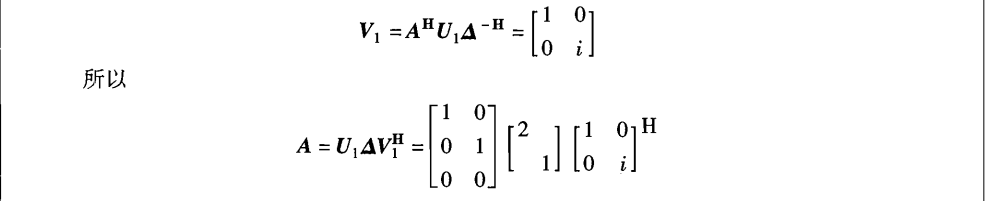 V₁ = AᴴU₁Δ⁻ᴴ = [1 0; 0 i]
所以
A = U₁ΔV₁ᴴ = [1 0; 0 1; 0 0] [2 ; 1] [1 0; 0 i]ᴴ